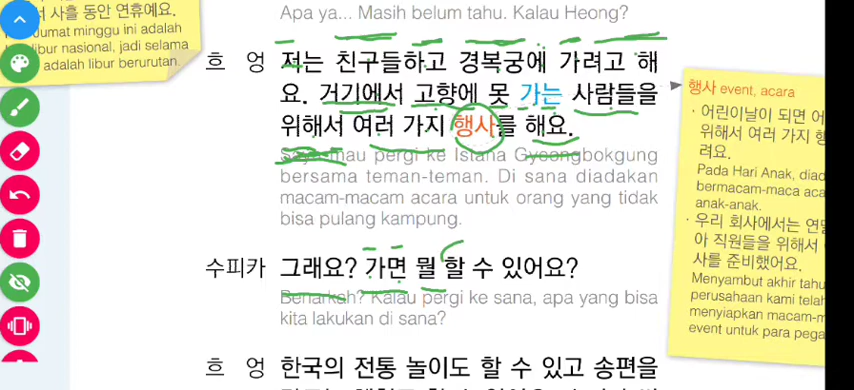 서 사흘 동안 연휴예요.
umat minggu ini adalah
libur nasional, jadi selama
adalah libur berurutan.
Apa ya... Masih belum tahu. Kalau Heong?
흐 엉 저는 친구들하고 경복궁에 가려고 해
요. 거기에서 고향에 못 가는 사람들을
위해서 여러 가지 행사를 해요.
Saya mau pergi ke Istana Gyeongbokgung
bersama teman-teman. Di sana diadakan
macam-macam acara untuk orang yang tidak
bisa pulang kampung.
수피카 그래요? 가면 뭘 할 수 있어요?
Benarkah? Kalau pergi ke sana, apa yang bisa
kita lakukan di sana?
흐 엉 한국의 전통 놀이도 할 수 있고 송편을
행사 event, acara
· 어린이날이 되면 어
위해서 여러 가지 행
려요.
Pada Hari Anak, diad
bermacam-maca aca
anak-anak.
· 우리 회사에서는 연말
아 직원들을 위해서
사를 준비했어요.
Menyambut akhir tahu
perusahaan kami telah
menyiapkan macam-m
event untuk para pega